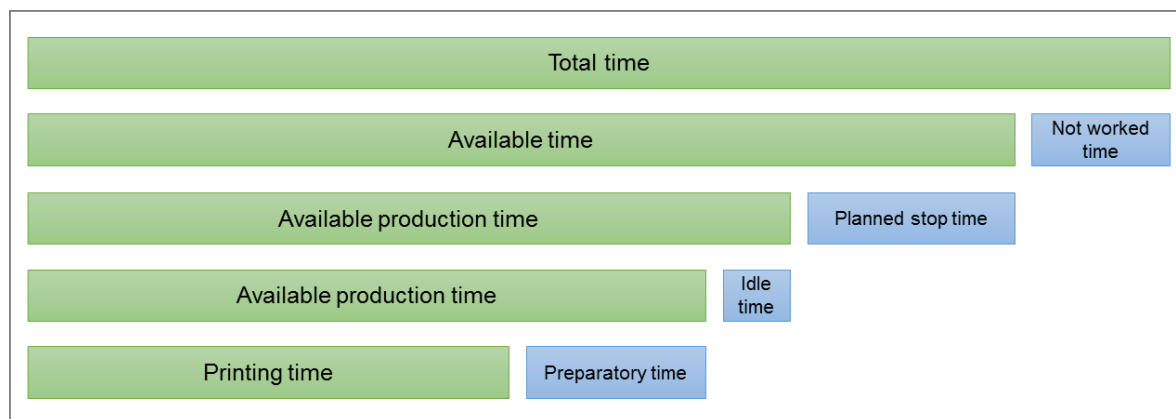 Total time
Available time
Not worked
time
Available production time
Planned stop time
Available production time
Idle
time
Printing time
Preparatory time